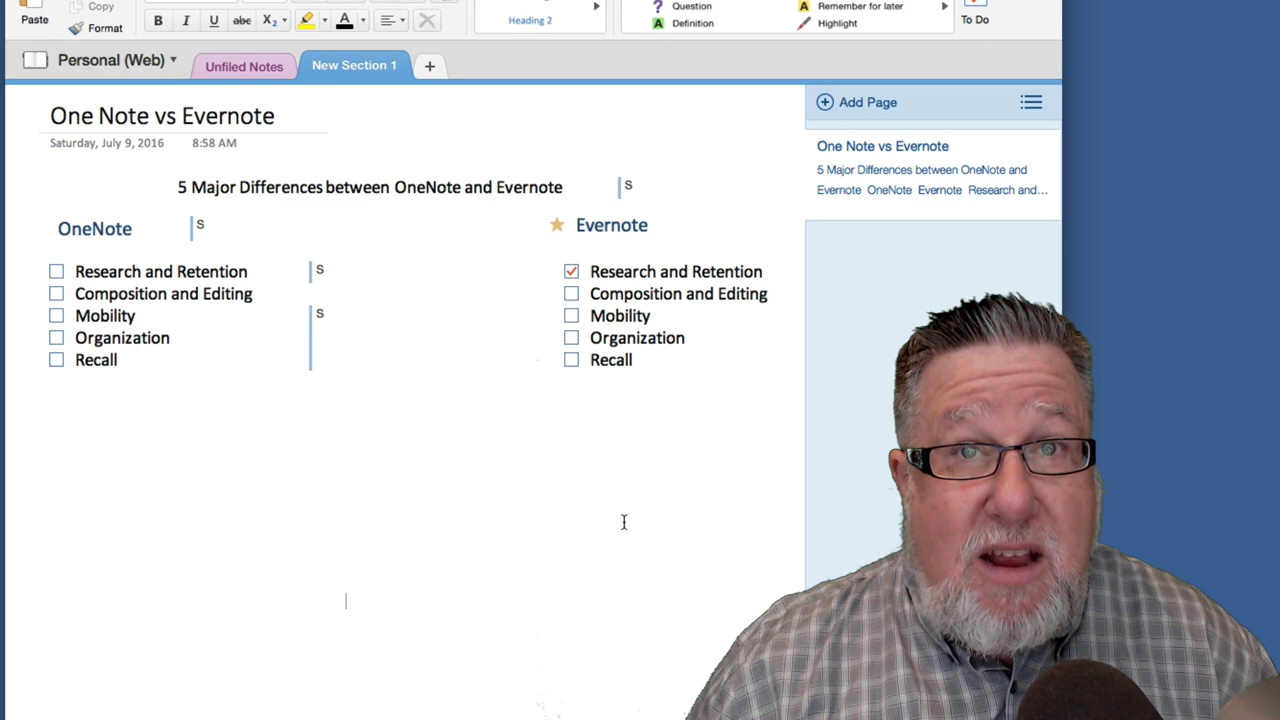 Paste
Copy
Format
B I U abc X₂ A
Heading 2
Question
Definition
Remember for later
Highlight
To Do
Personal (Web)
Unfiled Notes
New Section 1
One Note vs Evernote
Saturday, July 9, 2016 8:58 AM
5 Major Differences between OneNote and Evernote S
OneNote S
Research and Retention S
Composition and Editing
Mobility S
Organization
Recall
Evernote
Research and Retention
Composition and Editing
Mobility
Organization
Recall
Add Page
One Note vs Evernote
5 Major Differences between OneNote and
Evernote OneNote Evernote Research and...